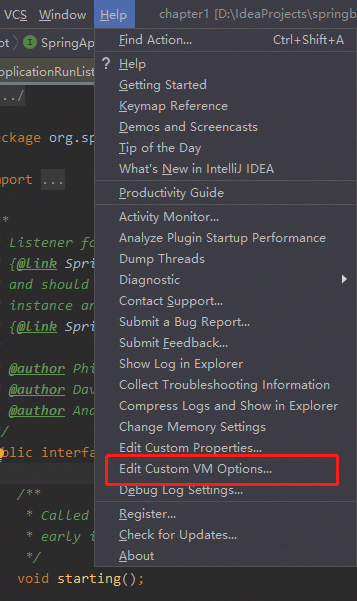 VCS Window Help chapter1 [D:\IdeaProjects\springb
ot SpringAp
Find Action... Ctrl+Shift+A
pplicationRunList
? Help
.../
Getting Started
Keymap Reference
ckage org.sp
Demos and Screencasts
Tip of the Day
mport ...
What's New in IntelliJ IDEA
Productivity Guide
**
Activity Monitor...
Listener fo
Analyze Plugin Startup Performance
{@link Spri
Dump Threads
and should
Diagnostic
instance an
Contact Support...
{@link Spri
Submit a Bug Report...
Submit Feedback...
@author Phi
Show Log in Explorer
@author Dav
Collect Troubleshooting Information
@author And
Compress Logs and Show in Explorer
*/
Change Memory Settings
blic interfac
Edit Custom Properties...
Edit Custom VM Options...
/**
Debug Log Settings...
* Called
Register...
* early i
Check for Updates...
*/
About
void starting();